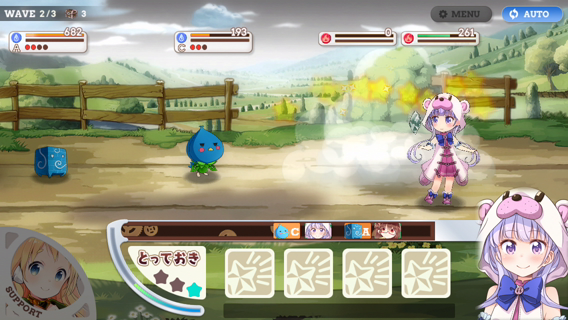 WAVE 2/3 3
MENU
AUTO
682
A
193
C
0
261
C
A
とっておき
SUPPORT